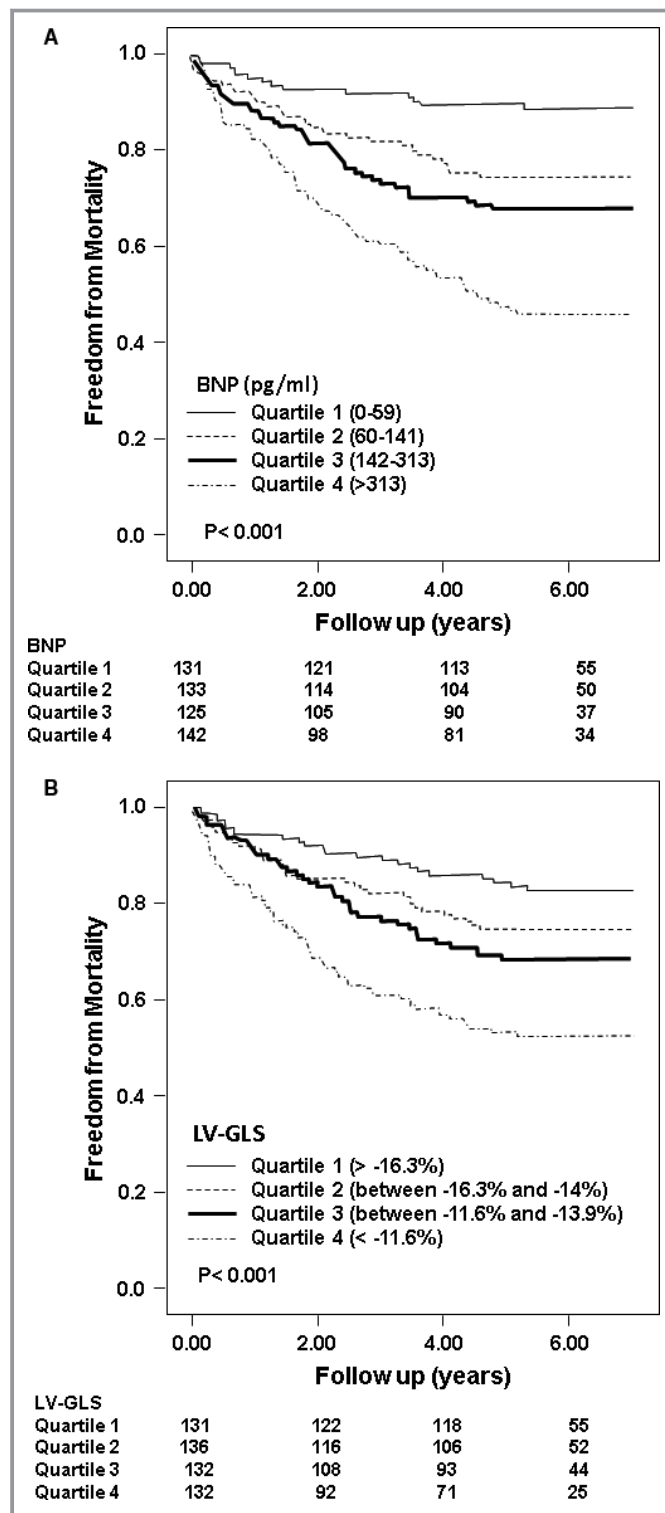 A
1.0
0.8
0.6
0.4
0.2
0.0
Freedom from Mortality
BNP (pg/ml)
Quartile 1 (0-59)
Quartile 2 (60-141)
Quartile 3 (142-313)
Quartile 4 (>313)
P< 0.001
0.00 2.00 4.00 6.00
Follow up (years)
BNP
Quartile 1 131 121 113 55
Quartile 2 133 114 104 50
Quartile 3 125 105 90 37
Quartile 4 142 98 81 34
B
1.0
0.8
0.6
0.4
0.2
0.0
Freedom from Mortality
LV-GLS
Quartile 1 (> -16.3%)
Quartile 2 (between -16.3% and -14%)
Quartile 3 (between -11.6% and -13.9%)
Quartile 4 (< -11.6%)
P< 0.001
0.00 2.00 4.00 6.00
Follow up (years)
LV-GLS
Quartile 1 131 122 118 55
Quartile 2 136 116 106 52
Quartile 3 132 108 93 44
Quartile 4 132 92 71 25